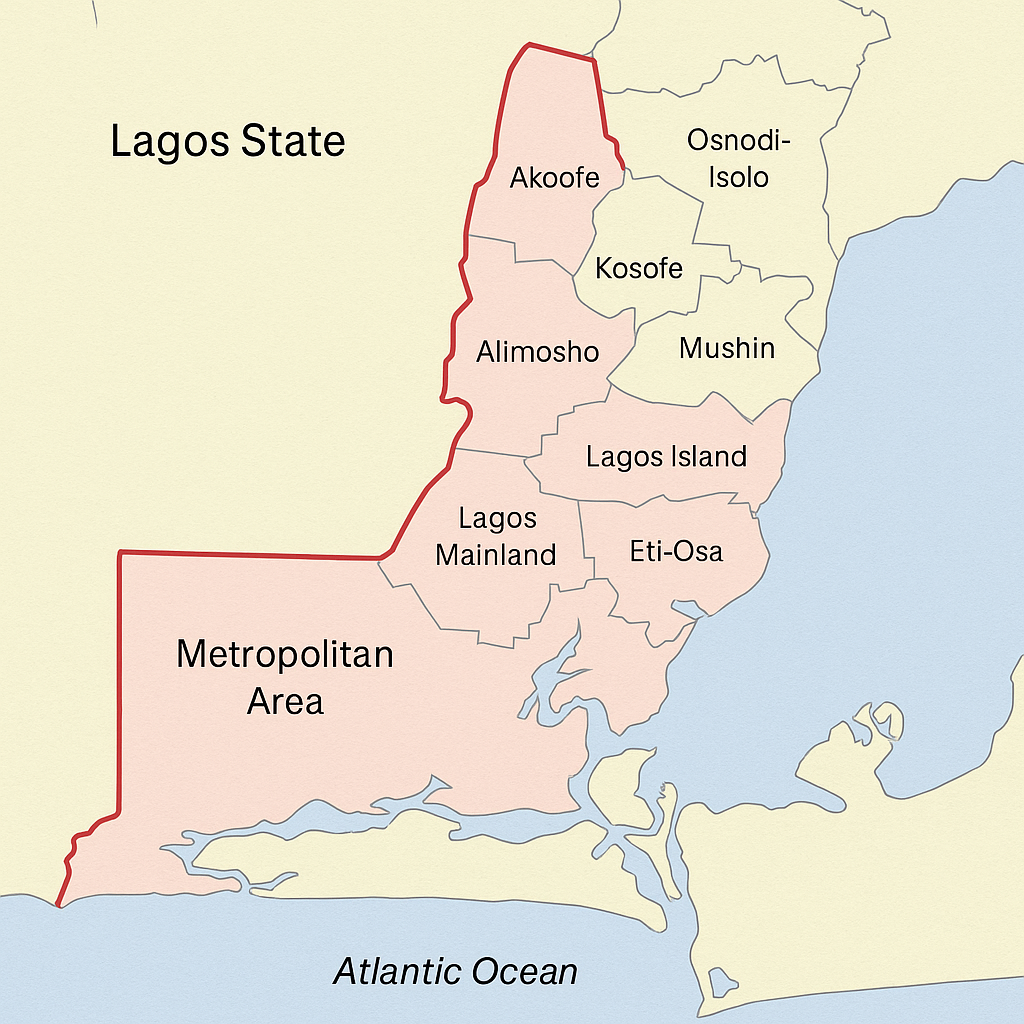 Lagos State
Osnodi-
Isolo
Akoofe
Kosofe
Alimosho
Mushin
Lagos Island
Lagos
Mainland
Eti-Osa
Metropolitan
Area
Atlantic Ocean